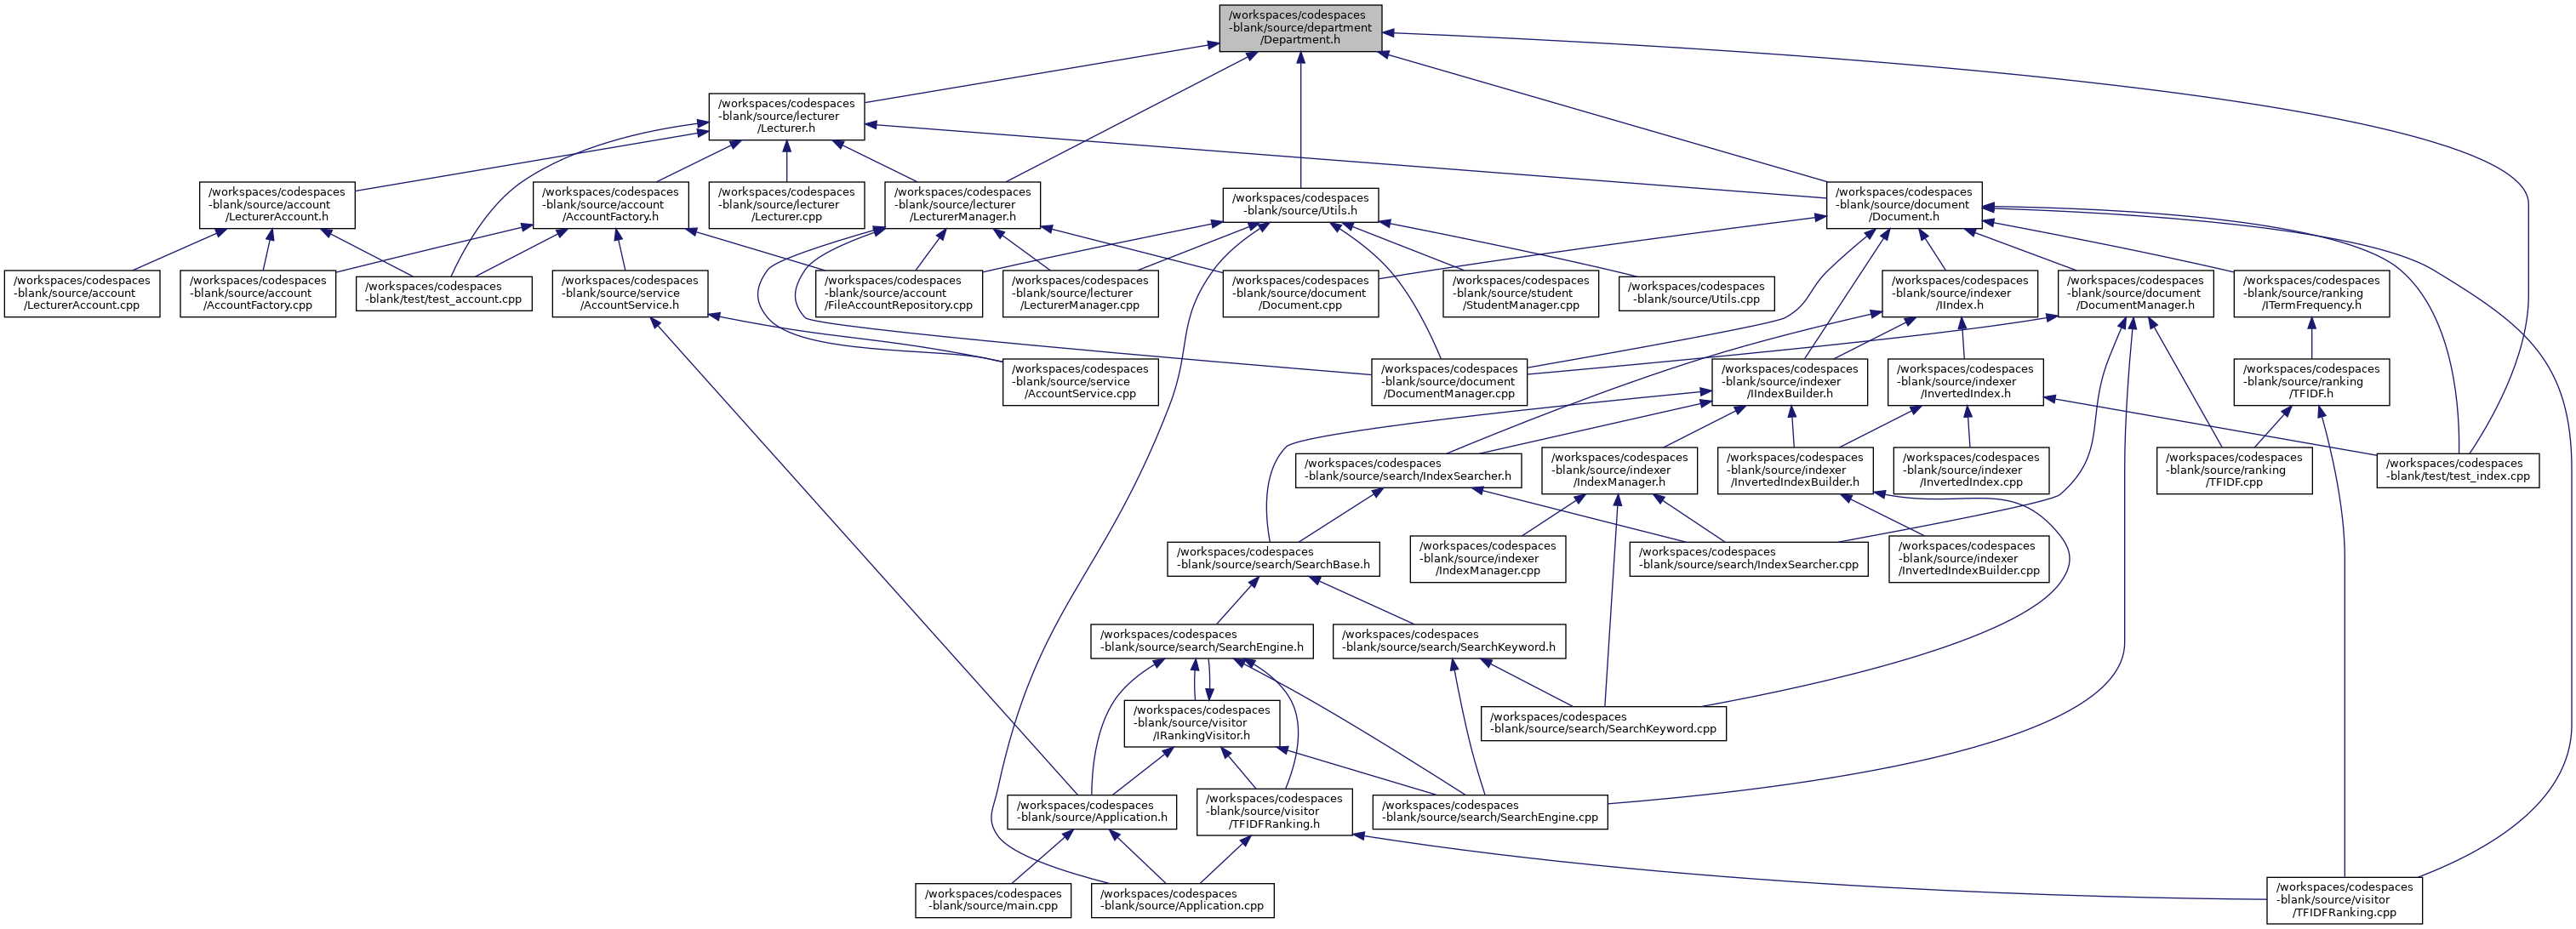 /workspaces/codespaces
-blank/source/department
/Department.h
/workspaces/codespaces
-blank/source/lecturer
/Lecturer.h
/workspaces/codespaces
-blank/source/account
/LecturerAccount.h
/workspaces/codespaces
-blank/source/account
/AccountFactory.h
/workspaces/codespaces
-blank/source/lecturer
/Lecturer.cpp
/workspaces/codespaces
-blank/source/lecturer
/LecturerManager.h
/workspaces/codespaces
-blank/source/Utils.h
/workspaces/codespaces
-blank/source/document
/Document.h
/workspaces/codespaces
-blank/source/account
/LecturerAccount.cpp
/workspaces/codespaces
-blank/source/account
/AccountFactory.cpp
/workspaces/codespaces
-blank/test/test_account.cpp
/workspaces/codespaces
-blank/source/service
/AccountService.h
/workspaces/codespaces
-blank/source/account
/FileAccountRepository.cpp
/workspaces/codespaces
-blank/source/lecturer
/LecturerManager.cpp
/workspaces/codespaces
-blank/source/document
/Document.cpp
/workspaces/codespaces
-blank/source/student
/StudentManager.cpp
/workspaces/codespaces
-blank/source/Utils.cpp
/workspaces/codespaces
-blank/source/indexer
/IIndex.h
/workspaces/codespaces
-blank/source/document
/DocumentManager.h
/workspaces/codespaces
-blank/source/ranking
/ITermFrequency.h
/workspaces/codespaces
-blank/source/service
/AccountService.cpp
/workspaces/codespaces
-blank/source/document
/DocumentManager.cpp
/workspaces/codespaces
-blank/source/indexer
/IIndexBuilder.h
/workspaces/codespaces
-blank/source/indexer
/InvertedIndex.h
/workspaces/codespaces
-blank/source/ranking
/TFIDF.h
/workspaces/codespaces
-blank/source/search/IndexSearcher.h
/workspaces/codespaces
-blank/source/indexer
/IndexManager.h
/workspaces/codespaces
-blank/source/indexer
/InvertedIndexBuilder.h
/workspaces/codespaces
-blank/source/indexer
/InvertedIndex.cpp
/workspaces/codespaces
-blank/source/ranking
/TFIDF.cpp
/workspaces/codespaces
-blank/test/test_index.cpp
/workspaces/codespaces
-blank/source/search/SearchBase.h
/workspaces/codespaces
-blank/source/indexer
/IndexManager.cpp
/workspaces/codespaces
-blank/source/search/IndexSearcher.cpp
/workspaces/codespaces
-blank/source/indexer
/InvertedIndexBuilder.cpp
/workspaces/codespaces
-blank/source/search/SearchEngine.h
/workspaces/codespaces
-blank/source/search/SearchKeyword.h
/workspaces/codespaces
-blank/source/visitor
/IRankingVisitor.h
/workspaces/codespaces
-blank/source/search/SearchKeyword.cpp
/workspaces/codespaces
-blank/source/Application.h
/workspaces/codespaces
-blank/source/visitor
/TFIDFRanking.h
/workspaces/codespaces
-blank/source/search/SearchEngine.cpp
/workspaces/codespaces
-blank/source/main.cpp
/workspaces/codespaces
-blank/source/Application.cpp
/workspaces/codespaces
-blank/source/visitor
/TFIDFRanking.cpp